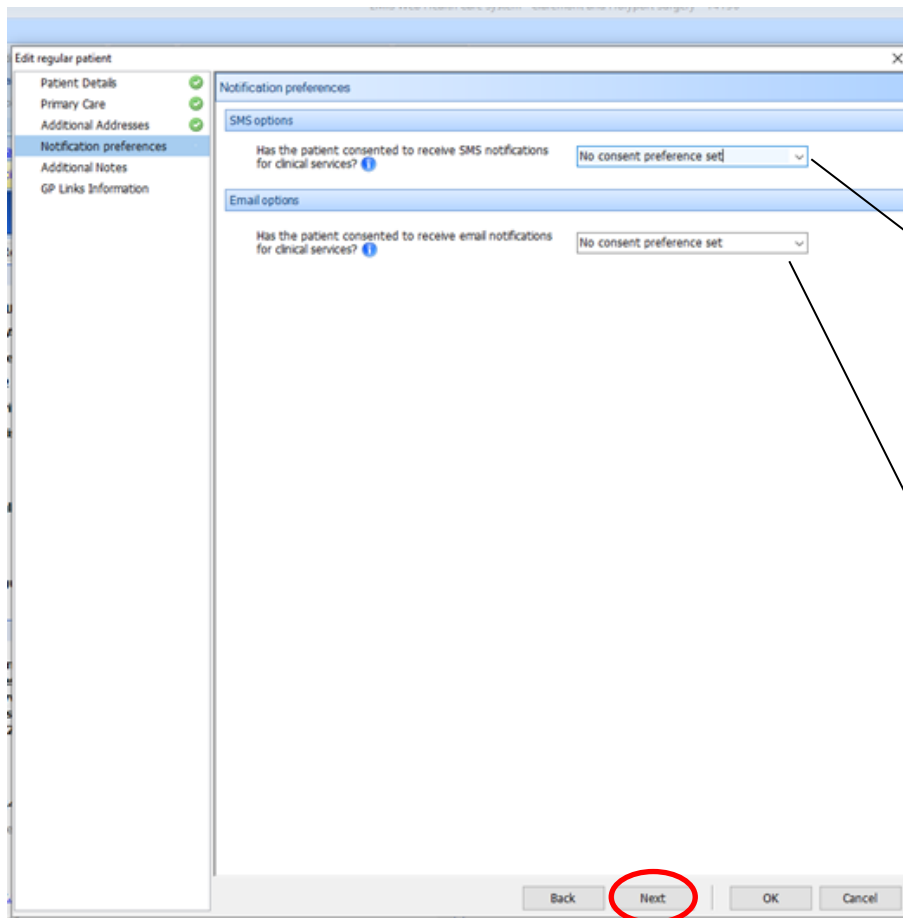 Edit regular patient
Patient Details
Primary Care
Additional Addresses
Notification preferences
Additional Notes
GP Links Information
Notification preferences
SMS options
Has the patient consented to receive SMS notifications
for clinical services?
No consent preference set
Email options
Has the patient consented to receive email notifications
for clinical services?
No consent preference set
Back
Next
OK
Cancel